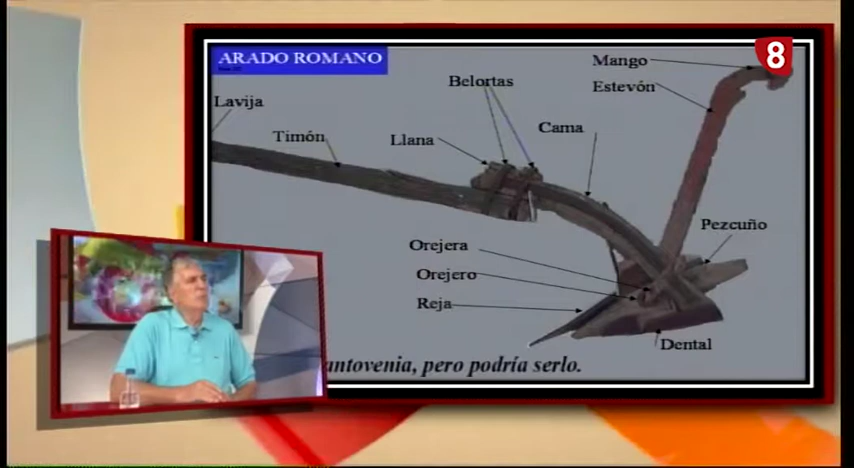 8
ARADO ROMANO
Mango
Estevón
Belortas
Lavija
Cama
Timón
Llana
Pezcuño
Orejera
Orejero
Reja
Dental
antovenia, pero podría serlo.